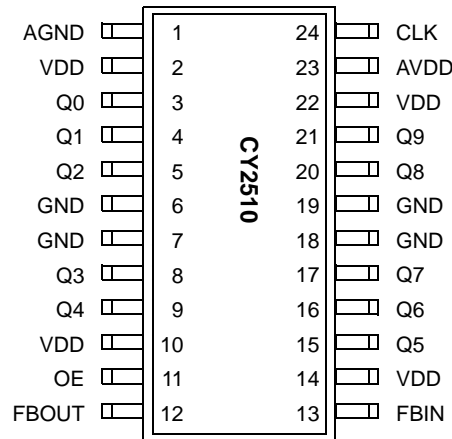 AGND 1 24 CLK
VDD 2 23 AVDD
Q0 3 22 VDD
Q1 4 21 Q9
Q2 5 20 Q8
GND 6 19 GND
GND 7 18 GND
Q3 8 17 Q7
Q4 9 16 Q6
VDD 10 15 Q5
OE 11 14 VDD
FBOUT 12 13 FBIN
CY2510